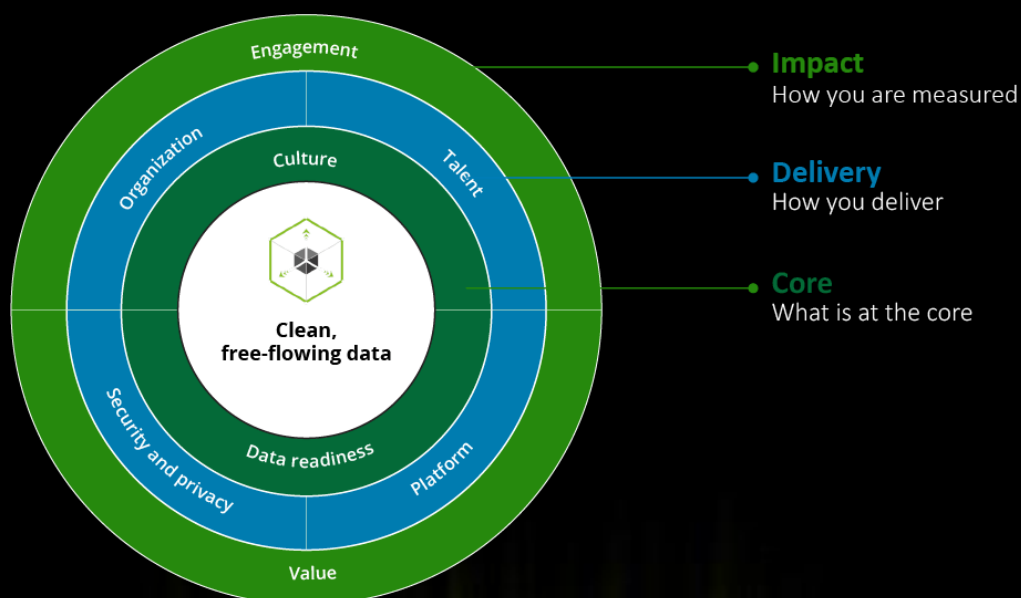 Engagement
Impact
How you are measured
Organization
Talent
Culture
Delivery
How you deliver
Core
What is at the core
Clean,
free-flowing data
Security and privacy
Data readiness
Platform
Value